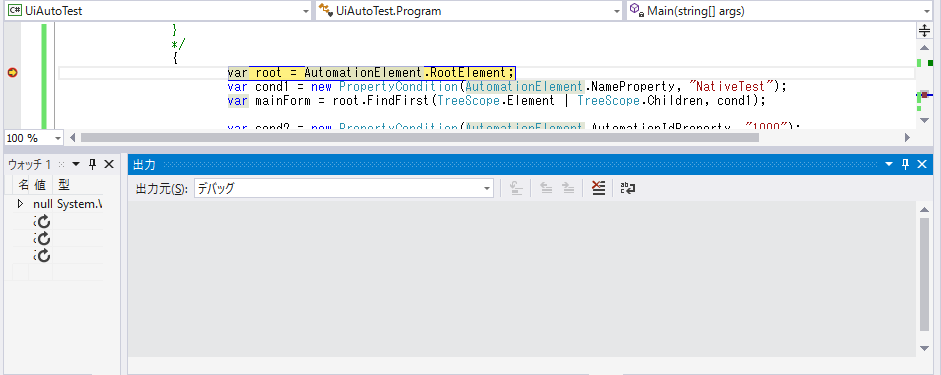 UiAutoTest UiAutoTest.Program Main(string[] args)
}
*/
{
var root = AutomationElement.RootElement;
var cond1 = new PropertyCondition(AutomationElement.NameProperty, "NativeTest");
var mainForm = root.FindFirst(TreeScope.Element | TreeScope.Children, cond1);
var cond2 = new PropertyCondition(AutomationElement.AutomationIdProperty, "1000");
100 %
ウォッチ 1
名 値 型
null System.
出力
出力元(S): デバッグ